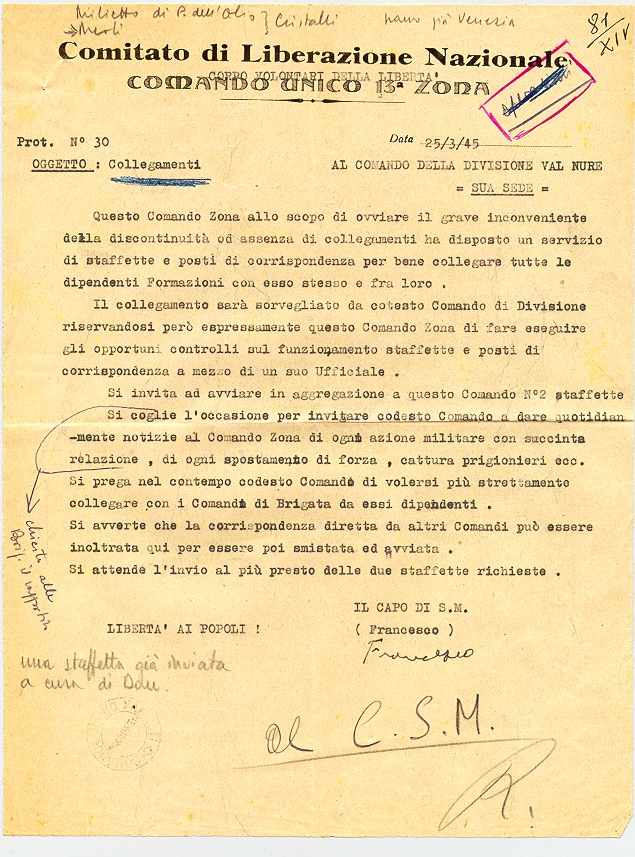 Cristalli
Merli
81
XIV
Comitato di Liberazione Nazionale
CORPO VOLONTARI DELLA LIBERTA'
COMANDO UNICO 13ª ZONA
Prot. N° 30
Data 25/3/45
OGGETTO : Collegamenti
AL COMANDO DELLA DIVISIONE VAL NURE
= SUA SEDE =
Questo Comando Zona allo scopo di ovviare il grave inconveniente
della discontinuità od assenza di collegamenti ha disposto un servizio
di staffette e posti di corrispondenza per bene collegare tutte le
dipendenti Formazioni con esso stesso e fra loro .
Il collegamento sarà sorvegliato da cotesto Comando di Divisione
riservandosi però espressamente questo Comando Zona di fare eseguire
gli opportuni controlli sul funzionamento staffette e posti di
corrispondenza a mezzo di un suo Ufficiale .
Si invita ad avviare in aggregazione a questo Comando N°2 staffette
Si coglie l'occasione per invitare codesto Comando a dare quotidian
-mente notizie al Comando Zona di ogni azione militare con succinta
relazione , di ogni spostamento di forza , cattura prigionieri ecc.
Si prega nel contempo codesto Comando di volersi più strettamente
collegare con i Comandi di Brigata da essi dipendenti .
Si avverte che la corrispondenza diretta da altri Comandi può essere
inoltrata qui per essere poi smistata ed avviata .
Si attende l'invio al più presto delle due staffette richieste .
IL CAPO DI S.M.
LIBERTA' AI POPOLI !
( Francesco )
Francesco
una staffetta già inviata
a cura di
al C.S.M.
R.